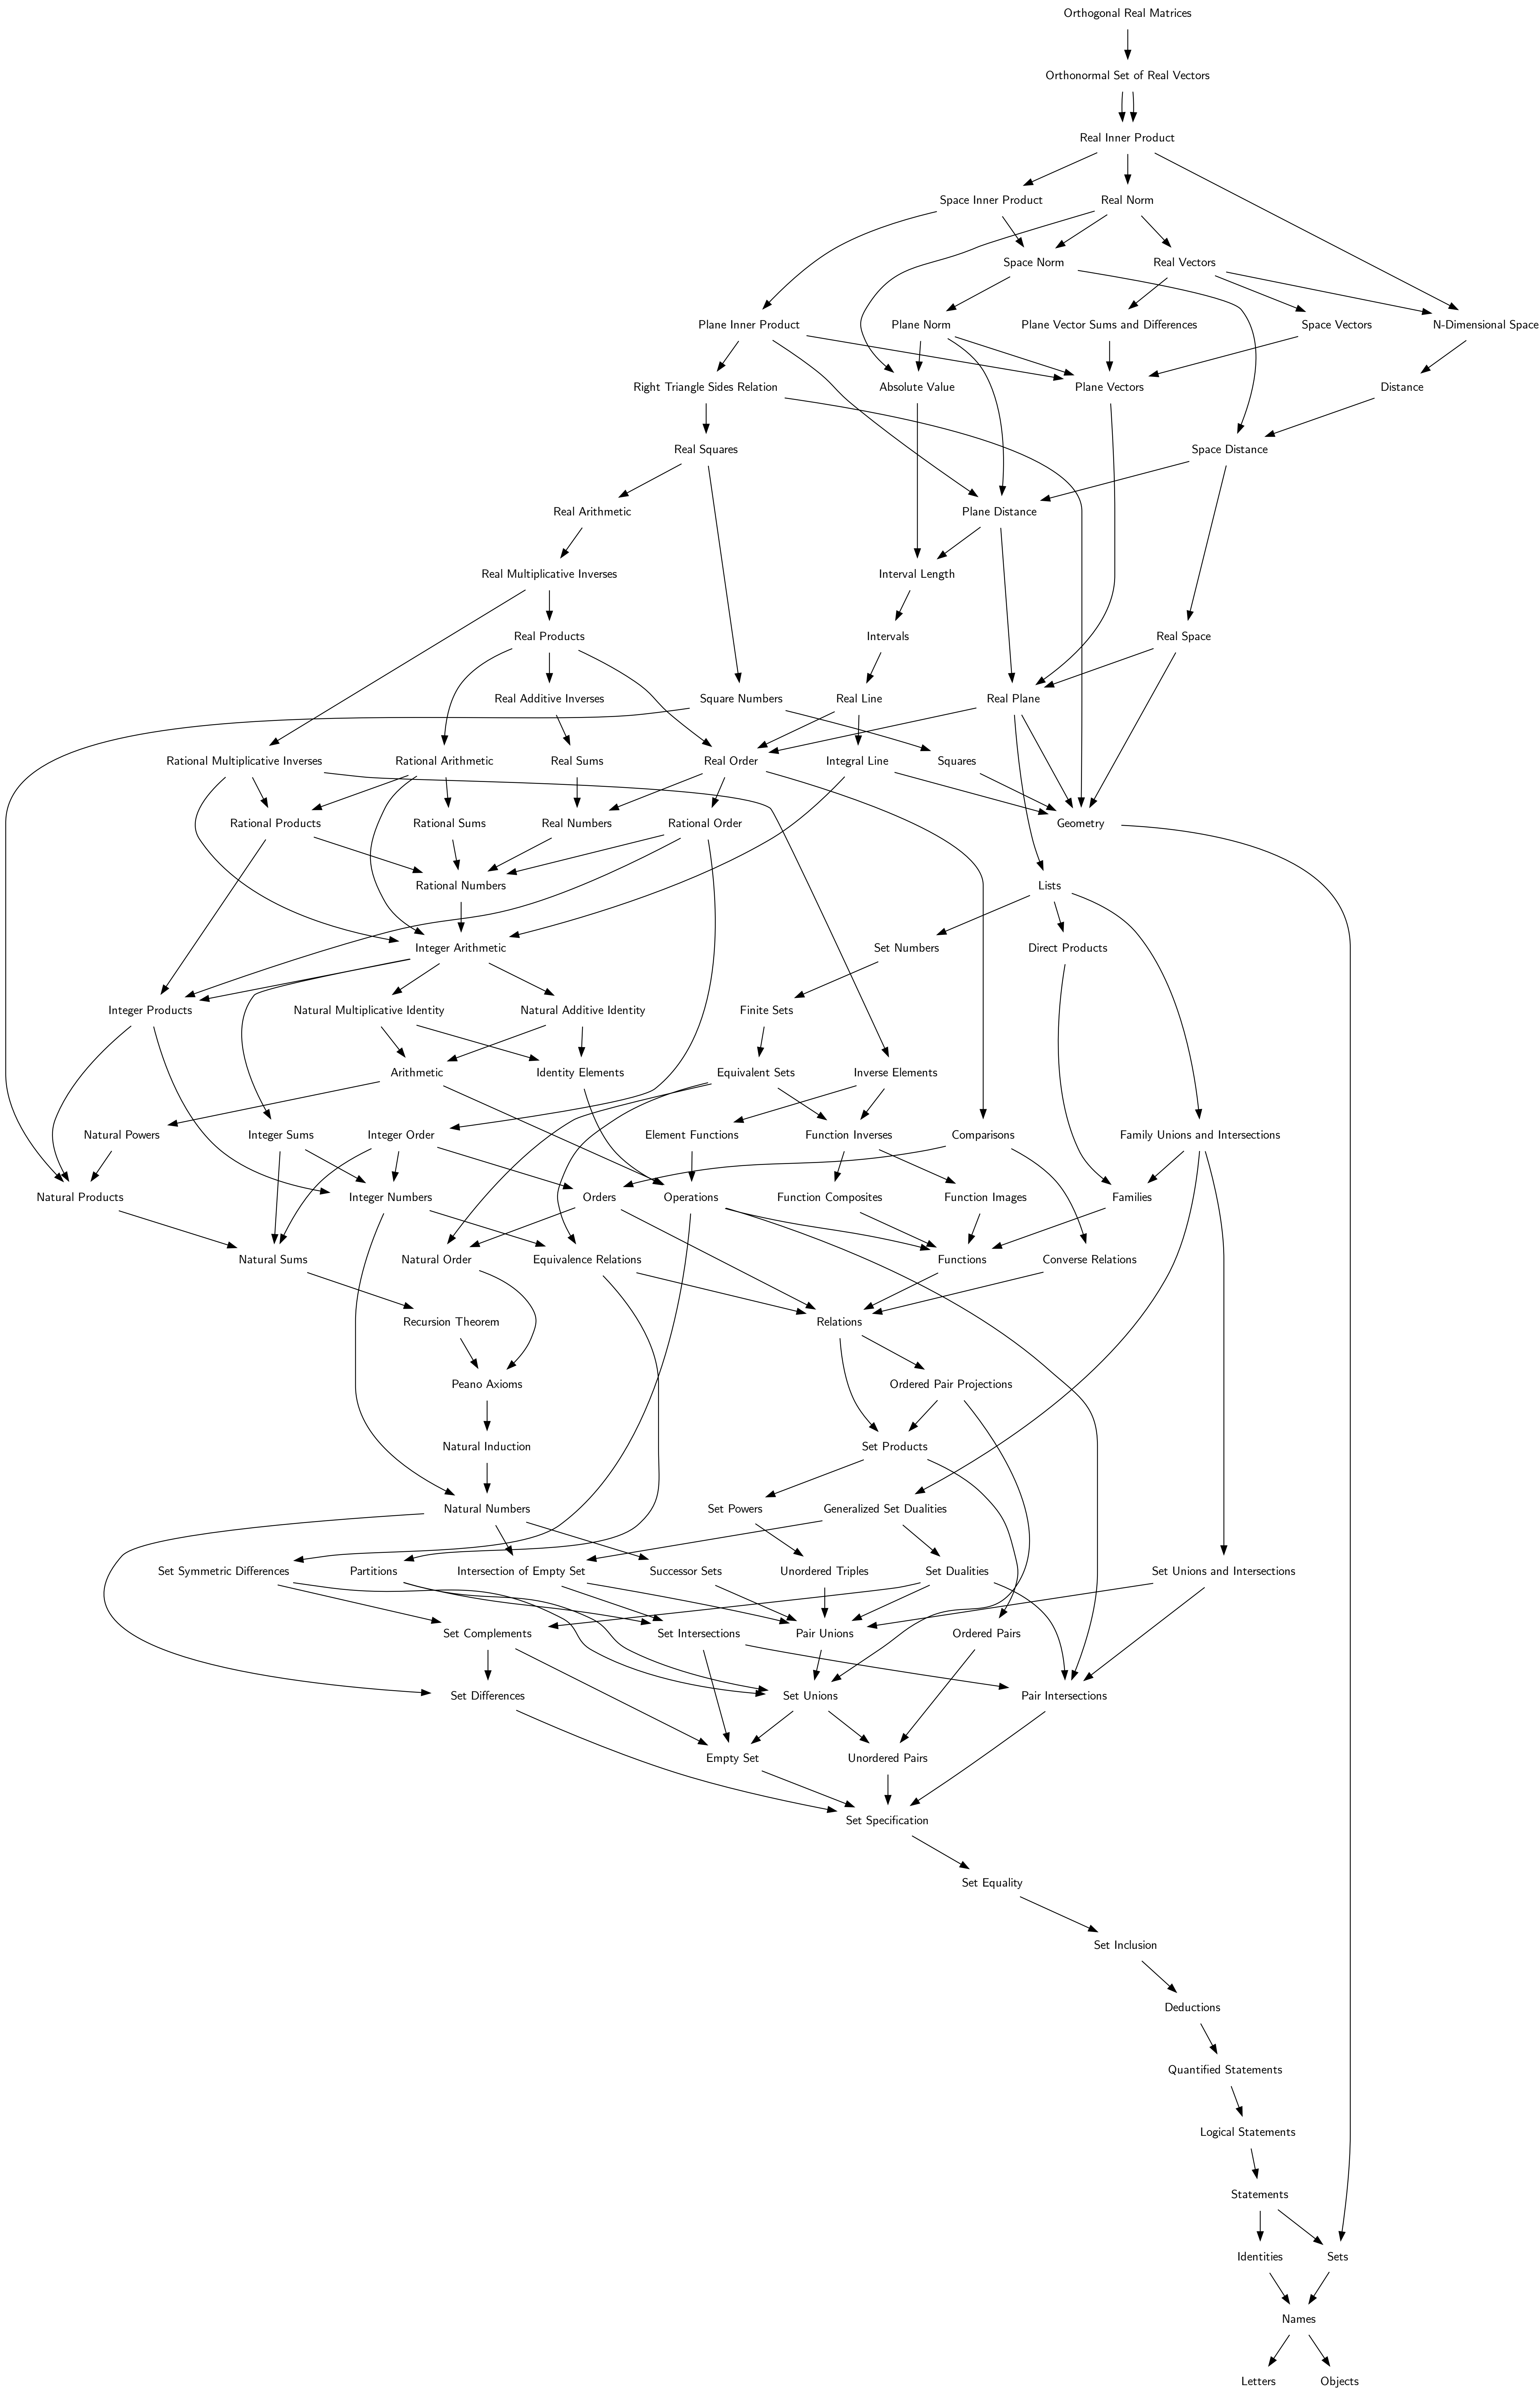 Orthogonal Real Matrices
Orthonormal Set of Real Vectors
Real Inner Product
Space Inner Product
Real Norm
Space Norm
Real Vectors
Plane Inner Product
Plane Norm
Plane Vector Sums and Differences
Space Vectors
N-Dimensional Space
Right Triangle Sides Relation
Absolute Value
Plane Vectors
Distance
Real Squares
Space Distance
Real Arithmetic
Plane Distance
Real Multiplicative Inverses
Interval Length
Real Products
Intervals
Real Space
Real Additive Inverses
Square Numbers
Real Line
Real Plane
Rational Multiplicative Inverses
Rational Arithmetic
Real Sums
Real Order
Integral Line
Squares
Rational Products
Rational Sums
Real Numbers
Rational Order
Geometry
Rational Numbers
Lists
Integer Arithmetic
Set Numbers
Direct Products
Integer Products
Natural Multiplicative Identity
Natural Additive Identity
Finite Sets
Arithmetic
Identity Elements
Equivalent Sets
Inverse Elements
Natural Powers
Integer Sums
Integer Order
Element Functions
Function Inverses
Comparisons
Family Unions and Intersections
Natural Products
Integer Numbers
Orders
Operations
Function Composites
Function Images
Families
Natural Sums
Natural Order
Equivalence Relations
Functions
Converse Relations
Recursion Theorem
Relations
Peano Axioms
Ordered Pair Projections
Natural Induction
Set Products
Natural Numbers
Set Powers
Generalized Set Dualities
Set Symmetric Differences
Partitions
Intersection of Empty Set
Successor Sets
Unordered Triples
Set Dualities
Set Unions and Intersections
Set Complements
Set Intersections
Pair Unions
Ordered Pairs
Set Differences
Set Unions
Pair Intersections
Empty Set
Unordered Pairs
Set Specification
Set Equality
Set Inclusion
Deductions
Quantified Statements
Logical Statements
Statements
Identities
Sets
Names
Letters
Objects